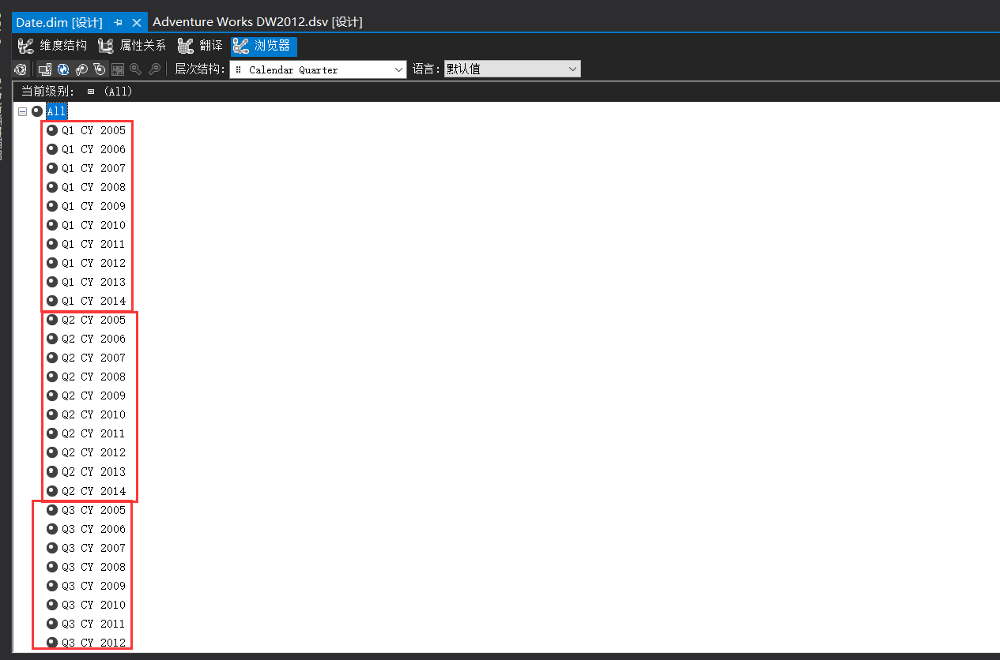 Date.dim [设计] Adventure Works DW2012.dsv [设计]
维度结构 属性关系 翻译 浏览器
层次结构: Calendar Quarter 语言: 默认值
当前级别: (All)
All
Q1 CY 2005
Q1 CY 2006
Q1 CY 2007
Q1 CY 2008
Q1 CY 2009
Q1 CY 2010
Q1 CY 2011
Q1 CY 2012
Q1 CY 2013
Q1 CY 2014
Q2 CY 2005
Q2 CY 2006
Q2 CY 2007
Q2 CY 2008
Q2 CY 2009
Q2 CY 2010
Q2 CY 2011
Q2 CY 2012
Q2 CY 2013
Q2 CY 2014
Q3 CY 2005
Q3 CY 2006
Q3 CY 2007
Q3 CY 2008
Q3 CY 2009
Q3 CY 2010
Q3 CY 2011
Q3 CY 2012